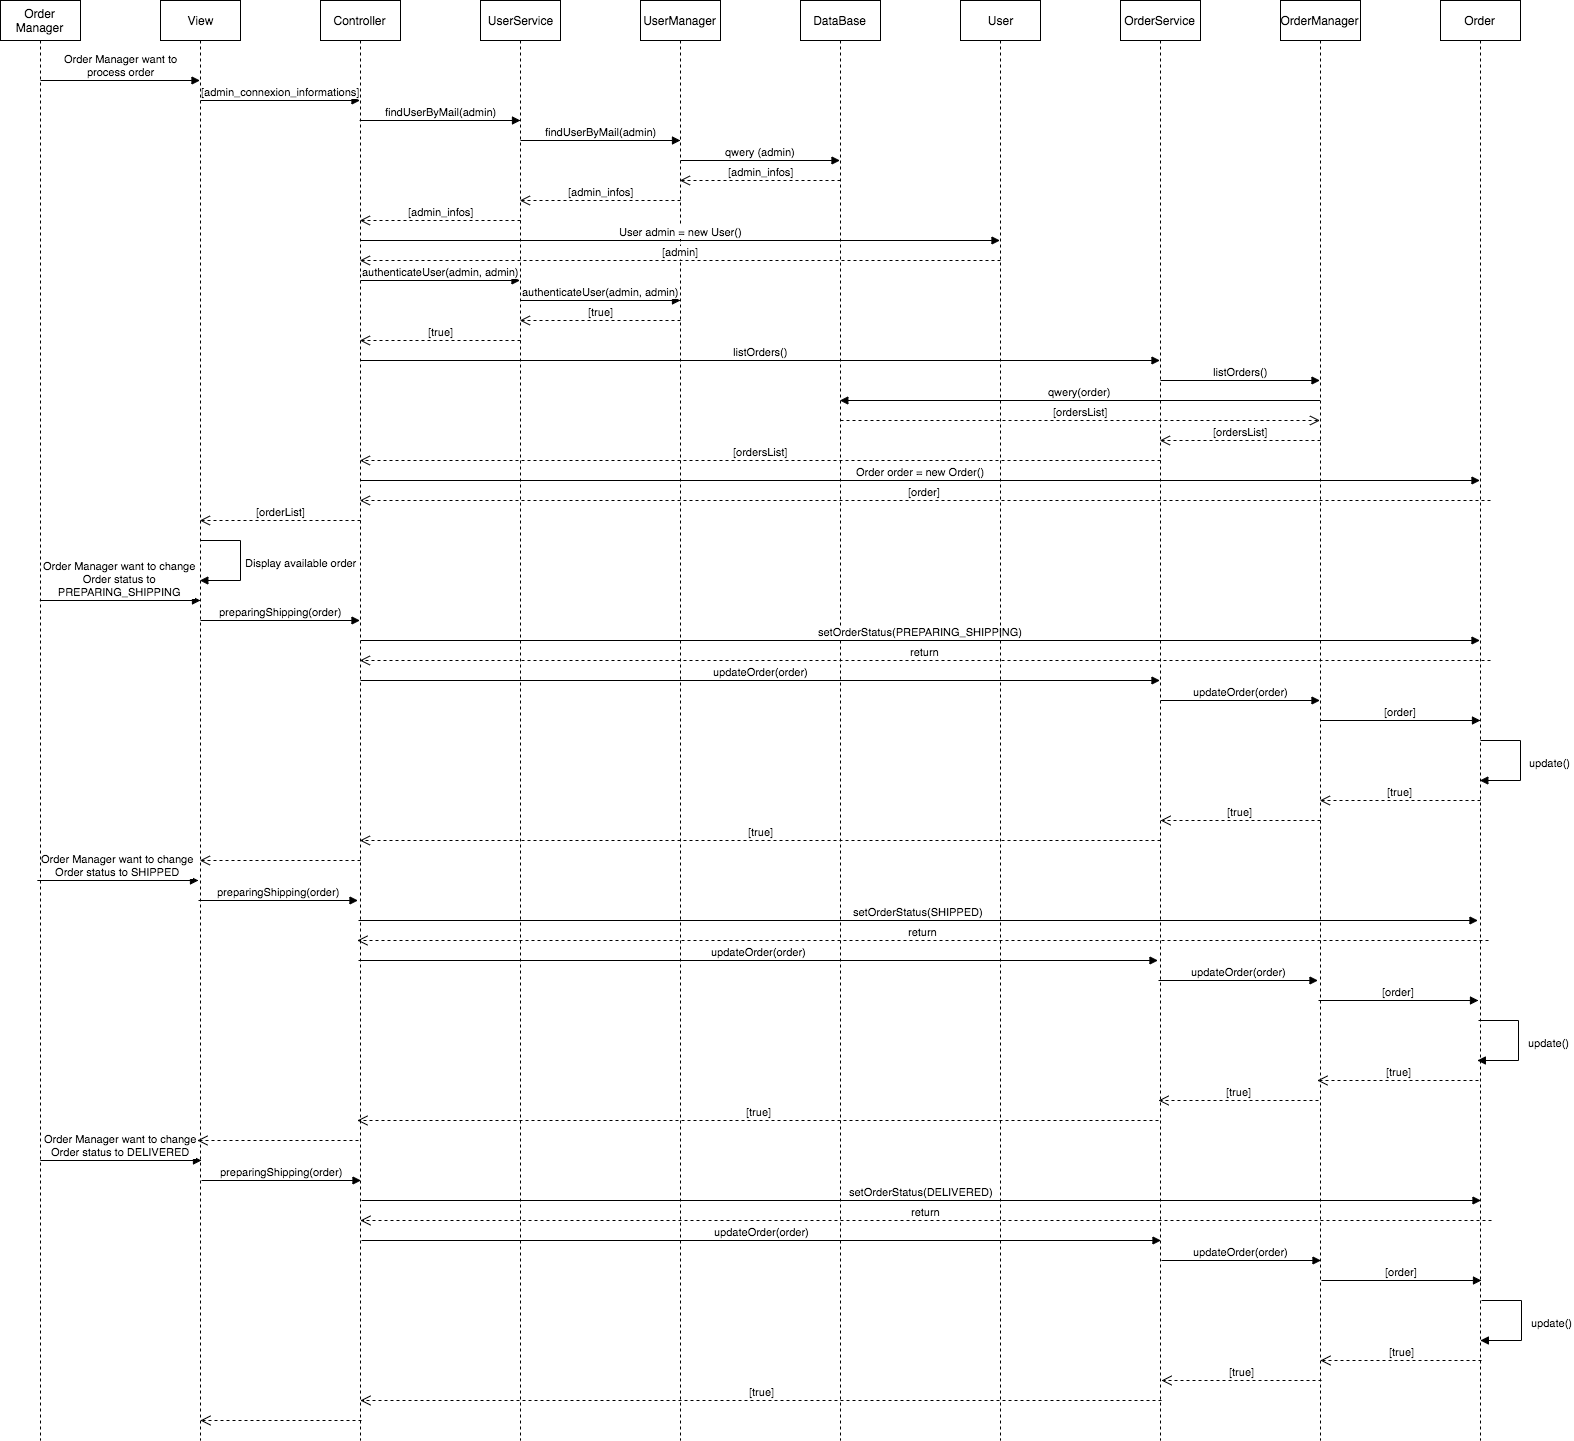 Order
Manager
View
Controller
UserService
UserManager
DataBase
User
OrderService
OrderManager
Order
Order Manager want to
process order
[admin_connexion_informations]
findUserByMail(admin)
findUserByMail(admin)
qwery (admin)
[admin_infos]
[admin_infos]
[admin_infos]
User admin = new User()
[admin]
authenticateUser(admin, admin)
authenticateUser(admin, admin)
[true]
[true]
listOrders()
listOrders()
qwery(order)
[ordersList]
[ordersList]
[ordersList]
Order order = new Order()
[order]
[orderList]
Display available order
Order Manager want to change
Order status to
PREPARING_SHIPPING
preparingShipping(order)
setOrderStatus(PREPARING_SHIPPING)
return
updateOrder(order)
updateOrder(order)
[order]
update()
[true]
[true]
[true]
Order Manager want to change
Order status to SHIPPED
preparingShipping(order)
setOrderStatus(SHIPPED)
return
updateOrder(order)
updateOrder(order)
[order]
update()
[true]
[true]
[true]
Order Manager want to change
Order status to DELIVERED
preparingShipping(order)
setOrderStatus(DELIVERED)
return
updateOrder(order)
updateOrder(order)
[order]
update()
[true]
[true]
[true]